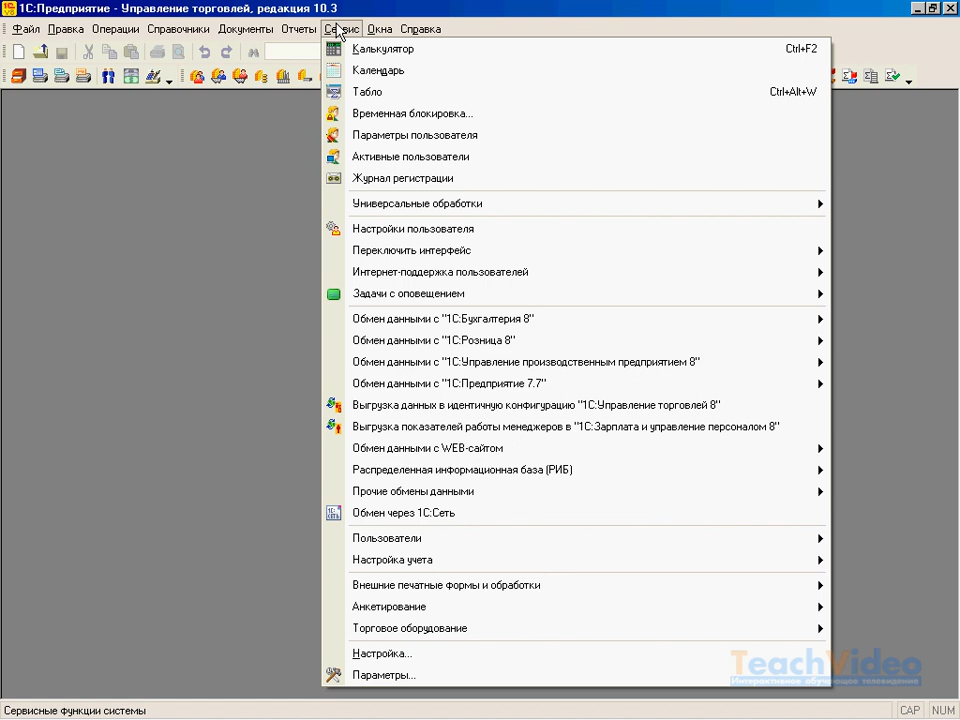 1С:Предприятие - Управление торговлей, редакция 10.3
Файл Правка Операции Справочники Документы Отчеты Сервис Окна Справка
Калькулятор Ctrl+F2
Календарь
Табло Ctrl+Alt+W
Временная блокировка...
Параметры пользователя
Активные пользователи
Журнал регистрации
Универсальные обработки
Настройки пользователя
Переключить интерфейс
Интернет-поддержка пользователей
Задачи с оповещением
Обмен данными с "1С:Бухгалтерия 8"
Обмен данными с "1С:Розница 8"
Обмен данными с "1С:Управление производственным предприятием 8"
Обмен данными с "1С:Предприятие 7.7"
Выгрузка данных в идентичную конфигурацию "1С:Управление торговлей 8"
Выгрузка показателей работы менеджеров в "1С:Зарплата и управление персоналом 8"
Обмен данными с WEB-сайтом
Распределенная информационная база (РИБ)
Прочие обмены данными
Обмен через 1С:Сеть
Пользователи
Настройка учета
Внешние печатные формы и обработки
Анкетирование
Торговое оборудование
Настройка...
Параметры...
TeachVideo
Интерактивное обучающее телевидение
Сервисные функции системы CAP NUM